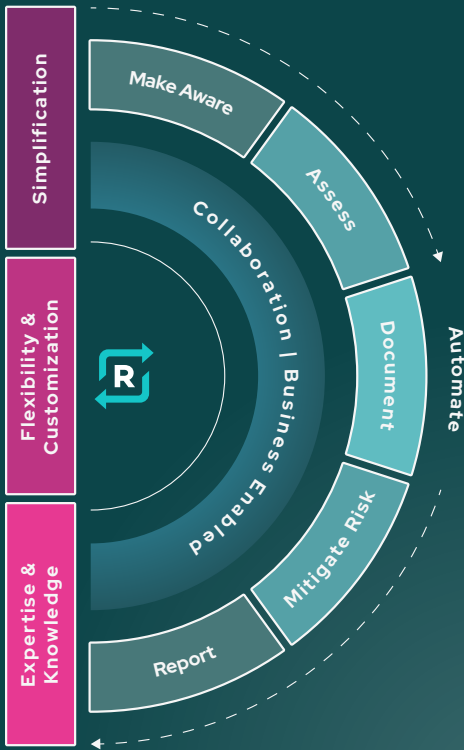 Simplification
Flexibility &
Customization
Expertise &
Knowledge
R
Collaboration | Business Enabled
Make Aware
Assess
Document
Mitigate Risk
Report
Automate